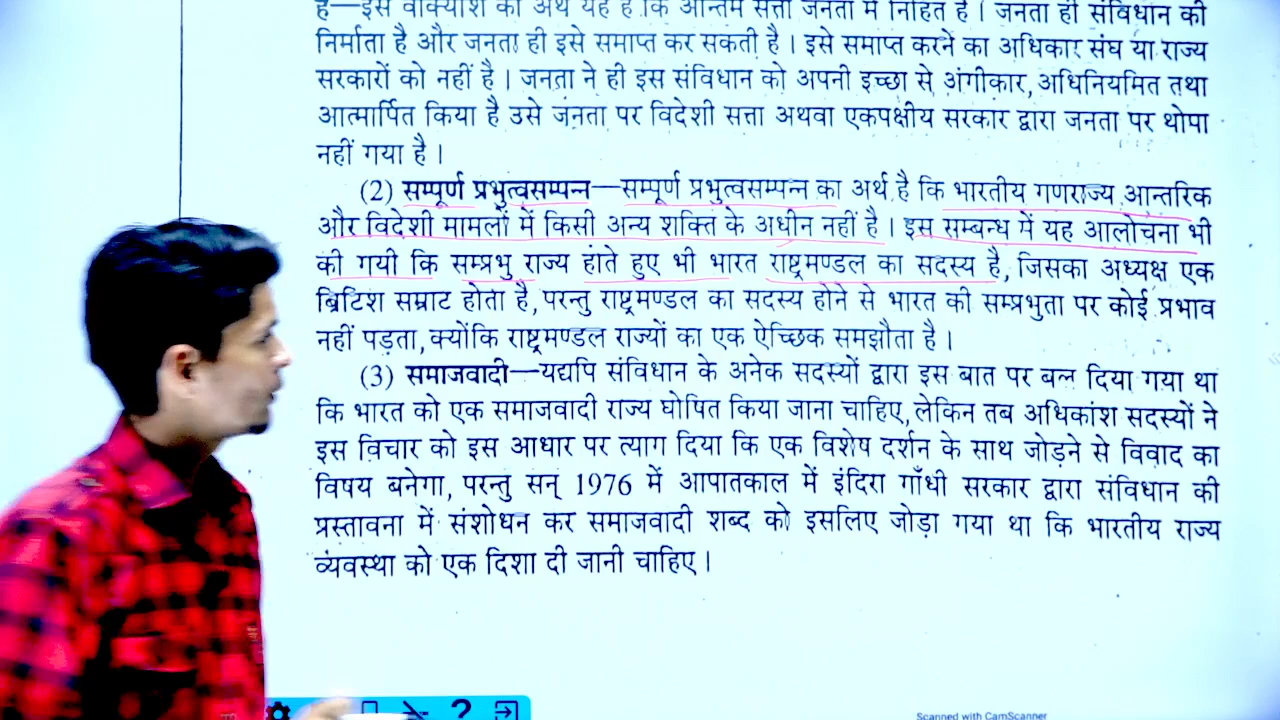 है—इस वाक्यांश का अर्थ यह है कि अन्तिम सत्ता जनता में निहित है। जनता ही संविधान की
निर्माता है और जनता ही इसे समाप्त कर सकती है। इसे समाप्त करने का अधिकार संघ या राज्य
सरकारों को नहीं है। जनता ने ही इस संविधान को अपनी इच्छा से अंगीकार, अधिनियमित तथा
आत्मार्पित किया है उसे जनता पर विदेशी सत्ता अथवा एकपक्षीय सरकार द्वारा जनता पर थोपा
नहीं गया है।
(2) सम्पूर्ण प्रभुत्वसम्पन्न—सम्पूर्ण प्रभुत्वसम्पन्न का अर्थ है कि भारतीय गणराज्य आन्तरिक
और विदेशी मामलों में किसी अन्य शक्ति के अधीन नहीं है। इस सम्बन्ध में यह आलोचना भी
की गयी कि सम्प्रभु राज्य होते हुए भी भारत राष्ट्रमण्डल का सदस्य है, जिसका अध्यक्ष एक
ब्रिटिश सम्राट होता है, परन्तु राष्ट्रमण्डल का सदस्य होने से भारत की सम्प्रभुता पर कोई प्रभाव
नहीं पड़ता, क्योंकि राष्ट्रमण्डल राज्यों का एक ऐच्छिक समझौता है।
(3) समाजवादी—यद्यपि संविधान के अनेक सदस्यों द्वारा इस बात पर बल दिया गया था
कि भारत को एक समाजवादी राज्य घोषित किया जाना चाहिए, लेकिन तब अधिकांश सदस्यों ने
इस विचार को इस आधार पर त्याग दिया कि एक विशेष दर्शन के साथ जोड़ने से विवाद का
विषय बनेगा, परन्तु सन् 1976 में आपातकाल में इंदिरा गाँधी सरकार द्वारा संविधान की
प्रस्तावना में संशोधन कर समाजवादी शब्द को इसलिए जोड़ा गया था कि भारतीय राज्य
व्यवस्था को एक दिशा दी जानी चाहिए।
Scanned with CamScanner